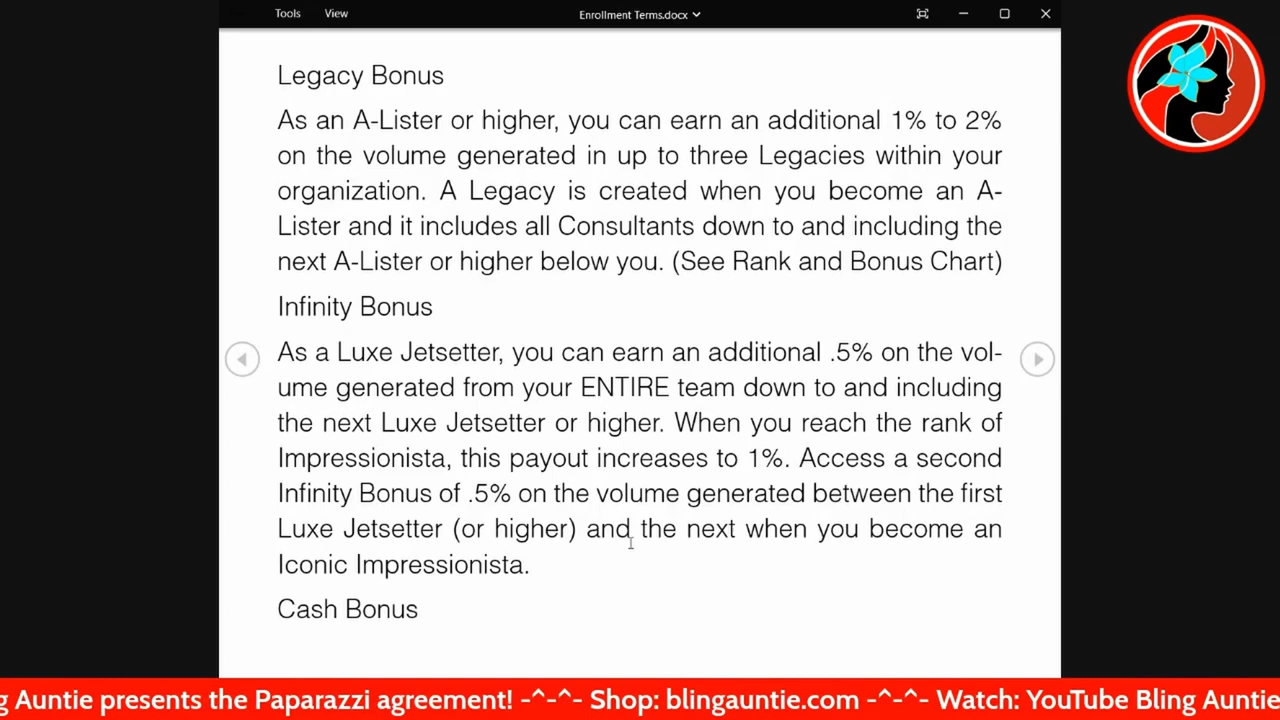 Tools View Enrollment Terms.docx
Legacy Bonus
As an A-Lister or higher, you can earn an additional 1% to 2%
on the volume generated in up to three Legacies within your
organization. A Legacy is created when you become an A-
Lister and it includes all Consultants down to and including the
next A-Lister or higher below you. (See Rank and Bonus Chart)
Infinity Bonus
As a Luxe Jetsetter, you can earn an additional .5% on the vol-
ume generated from your ENTIRE team down to and including
the next Luxe Jetsetter or higher. When you reach the rank of
Impressionista, this payout increases to 1%. Access a second
Infinity Bonus of .5% on the volume generated between the first
Luxe Jetsetter (or higher) and the next when you become an
Iconic Impressionista.
Cash Bonus
g Auntie presents the Paparazzi agreement! -^-^- Shop: blingauntie.com -^-^- Watch: YouTube Bling Auntie